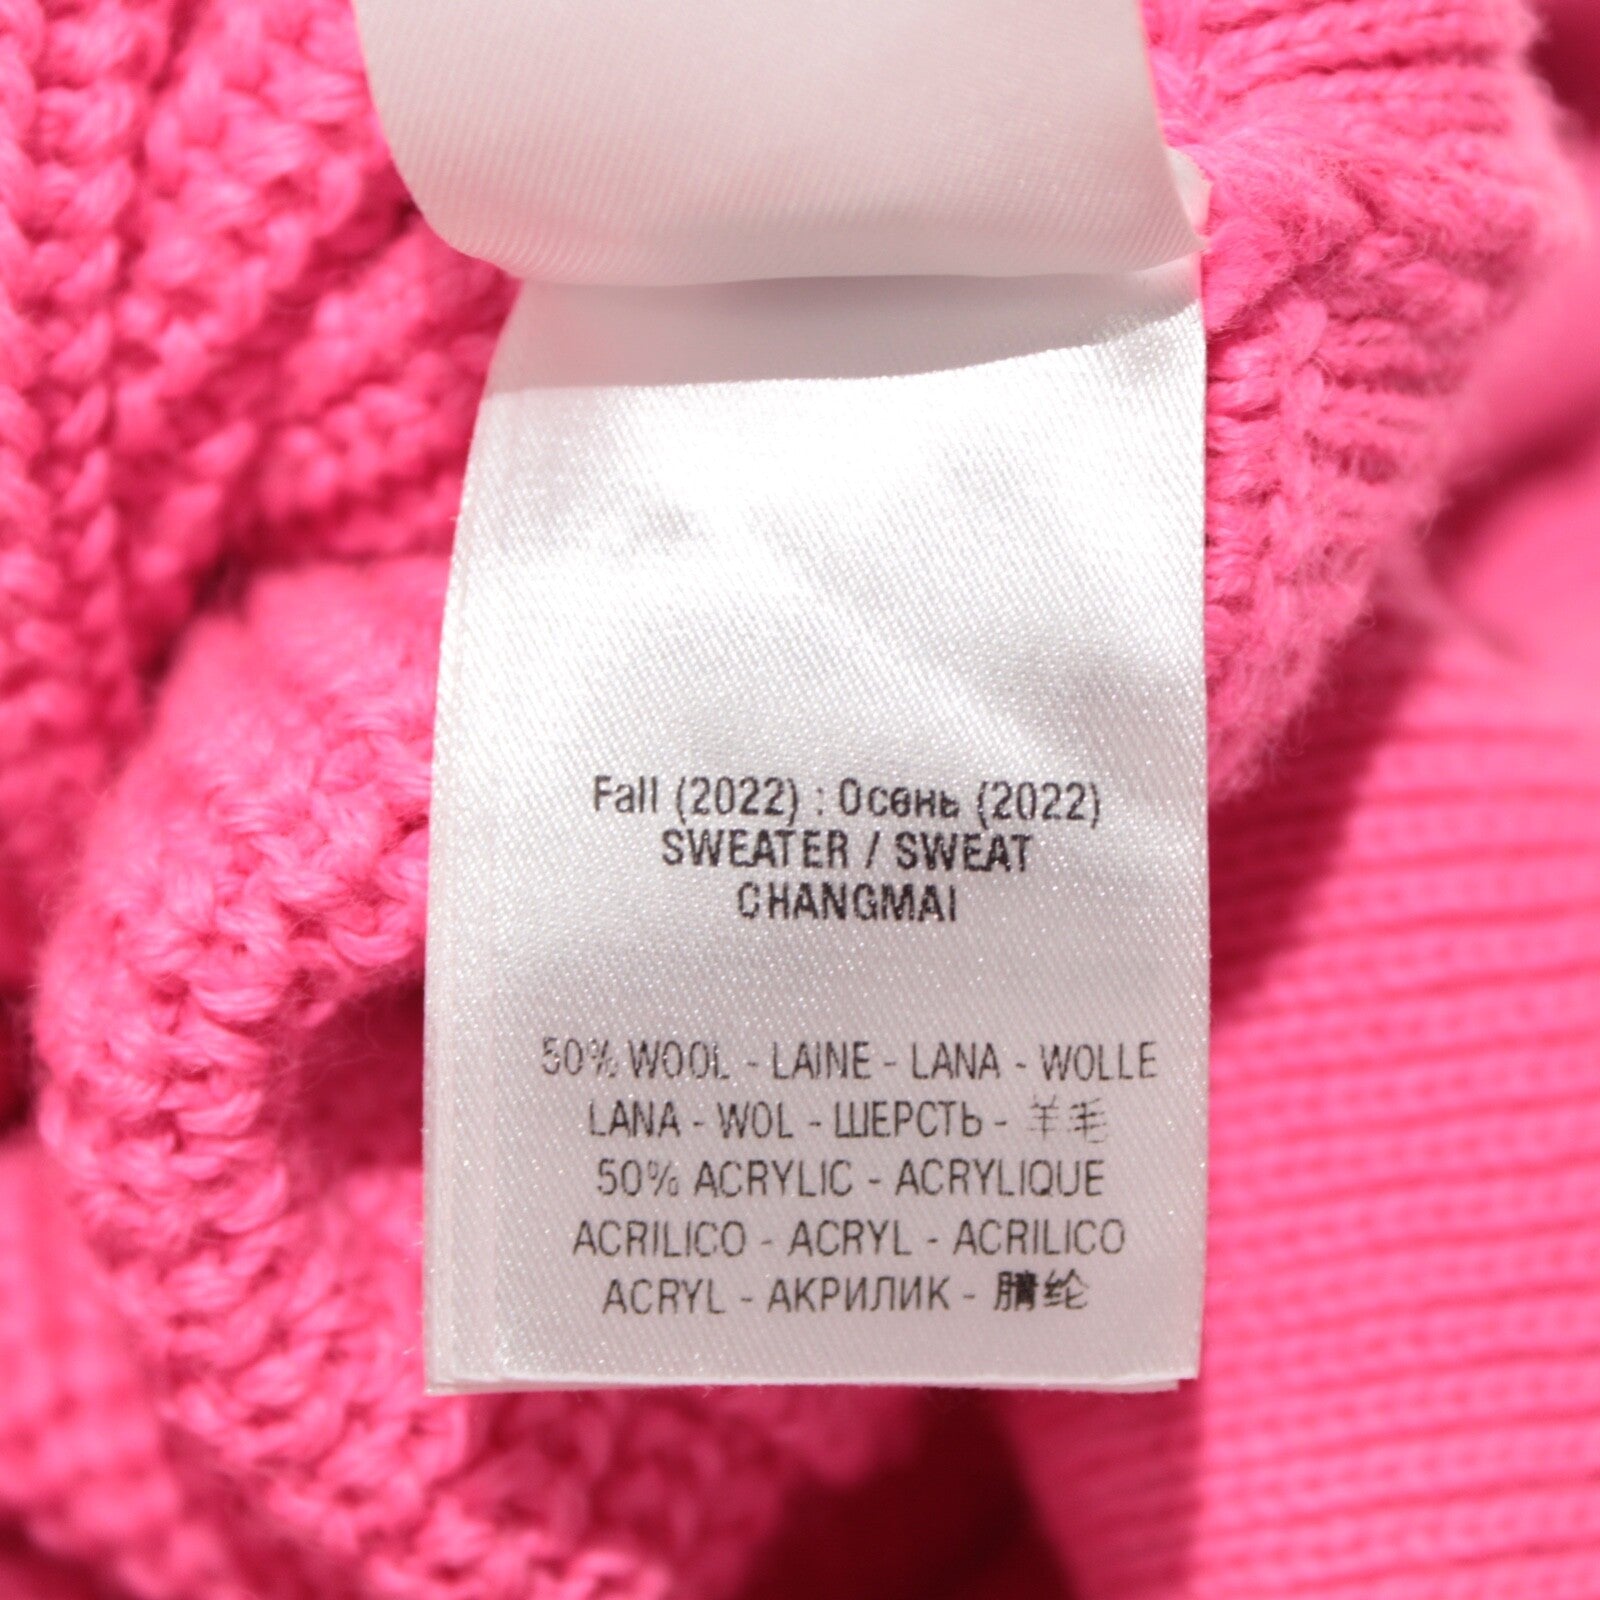 Fall (2022) : Осень (2022)
SWEATER / SWEAT
CHANGMAI
50% WOOL - LAINE - LANA - WOLLE
LANA - WOL - ШЕРСТЬ - 羊毛
50% ACRYLIC - ACRYLIQUE
ACRILICO - ACRYL - ACRILICO
ACRYL - АКРИЛИК - 腈纶